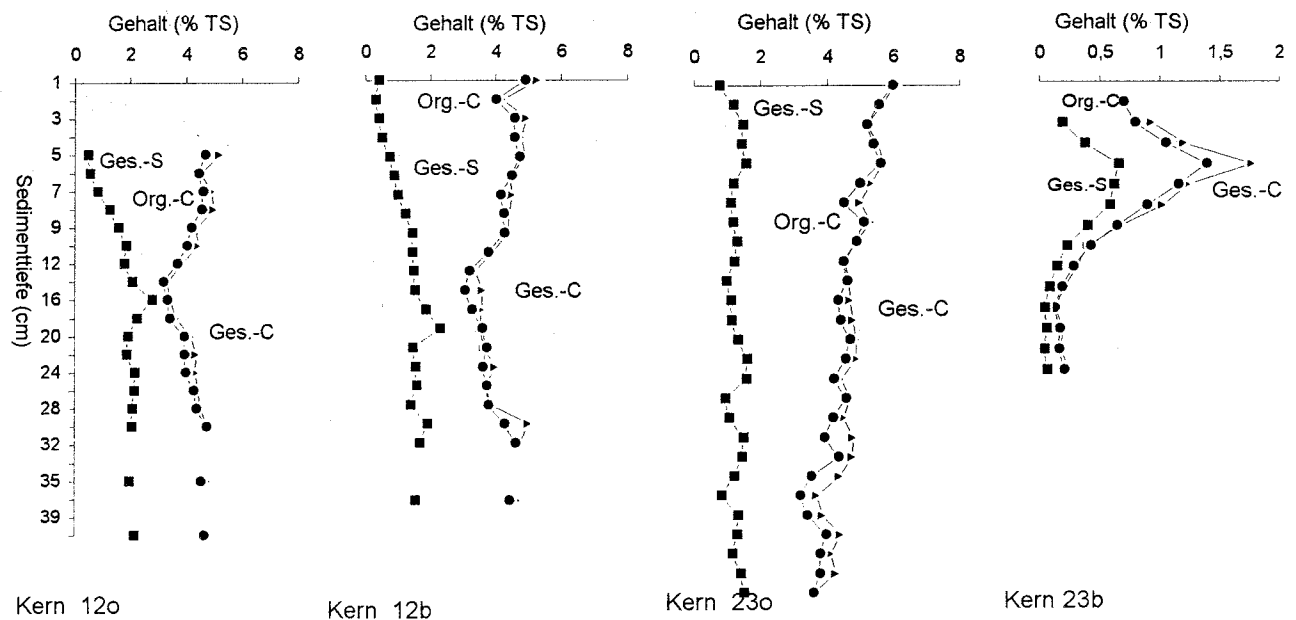 Gehalt (% TS) Gehalt (% TS) Gehalt (% TS) Gehalt (% TS)
0 2 4 6 8 0 2 4 6 8 0 2 4 6 8 0 0,5 1 1,5 2
Sedimenttiefe (cm)
1
3
5
7
9
12
16
20
24
28
32
35
39
Ges.-S
Org.-C
Ges.-C
Ges.-S
Ges.-C
Ges.-S
Org.-C
Ges.-C
Org.-C
Ges.-S
Ges.-C
Kern 12o Kern 12b Kern 23o Kern 23b